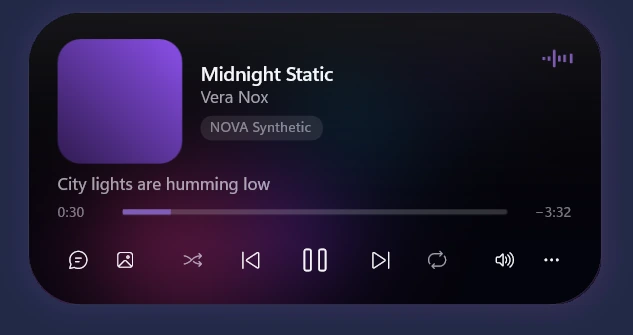 Midnight Static
Vera Nox
NOVA Synthetic
City lights are humming low
0:30 −3:32